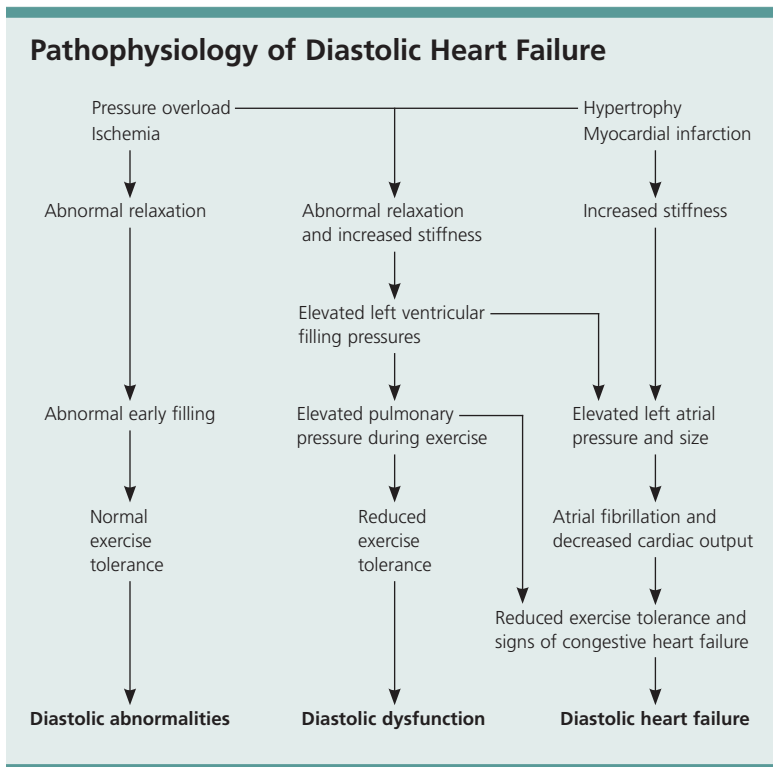 Pathophysiology of Diastolic Heart Failure
Pressure overload
Ischemia
Hypertrophy
Myocardial infarction
Abnormal relaxation
Abnormal relaxation
and increased stiffness
Increased stiffness
Elevated left ventricular
filling pressures
Abnormal early filling
Elevated pulmonary
pressure during exercise
Elevated left atrial
pressure and size
Normal
exercise
tolerance
Reduced
exercise
tolerance
Atrial fibrillation and
decreased cardiac output
Reduced exercise tolerance and
signs of congestive heart failure
Diastolic abnormalities
Diastolic dysfunction
Diastolic heart failure